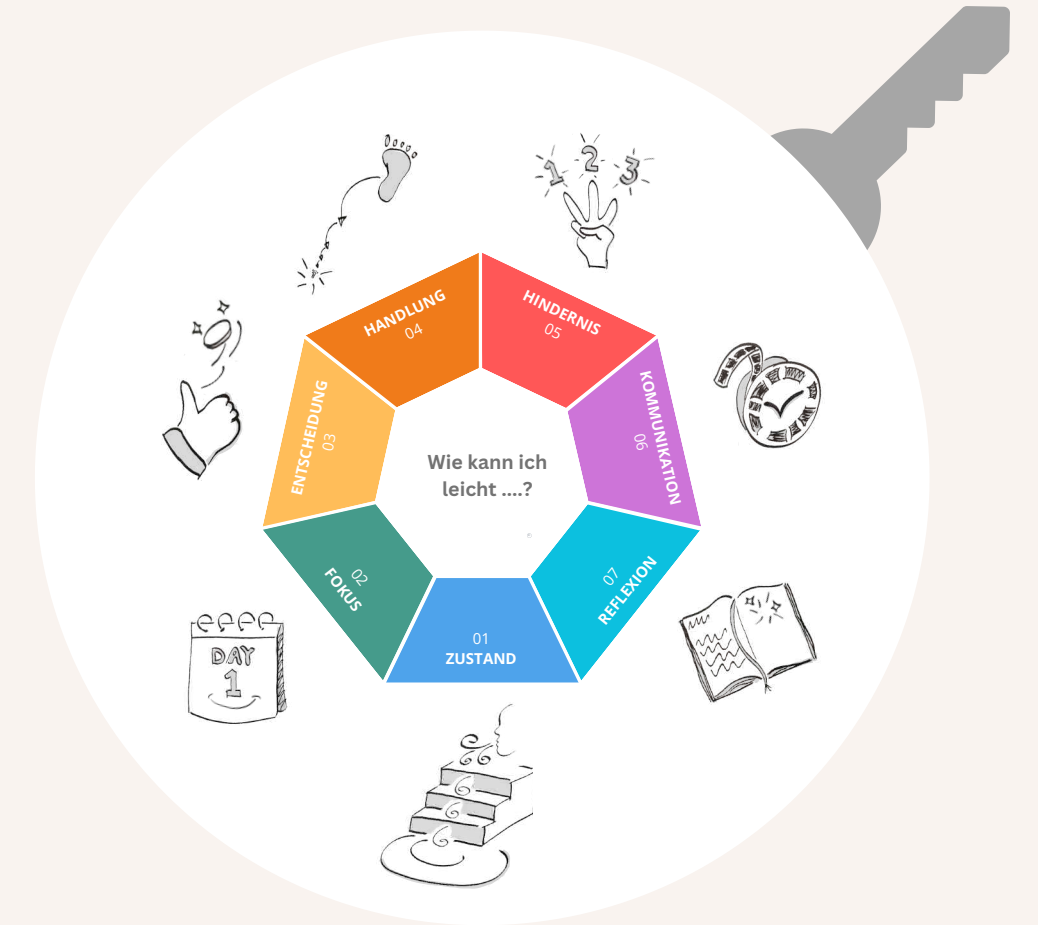 Wie kann ich
leicht ....?
01
ZUSTAND
02
FOKUS
03
ENTSCHEIDUNG
HANDLUNG
04
HINDERNIS
05
KOMMUNIKATION
06
07
REFLEXION
1 2 3
DAY
1